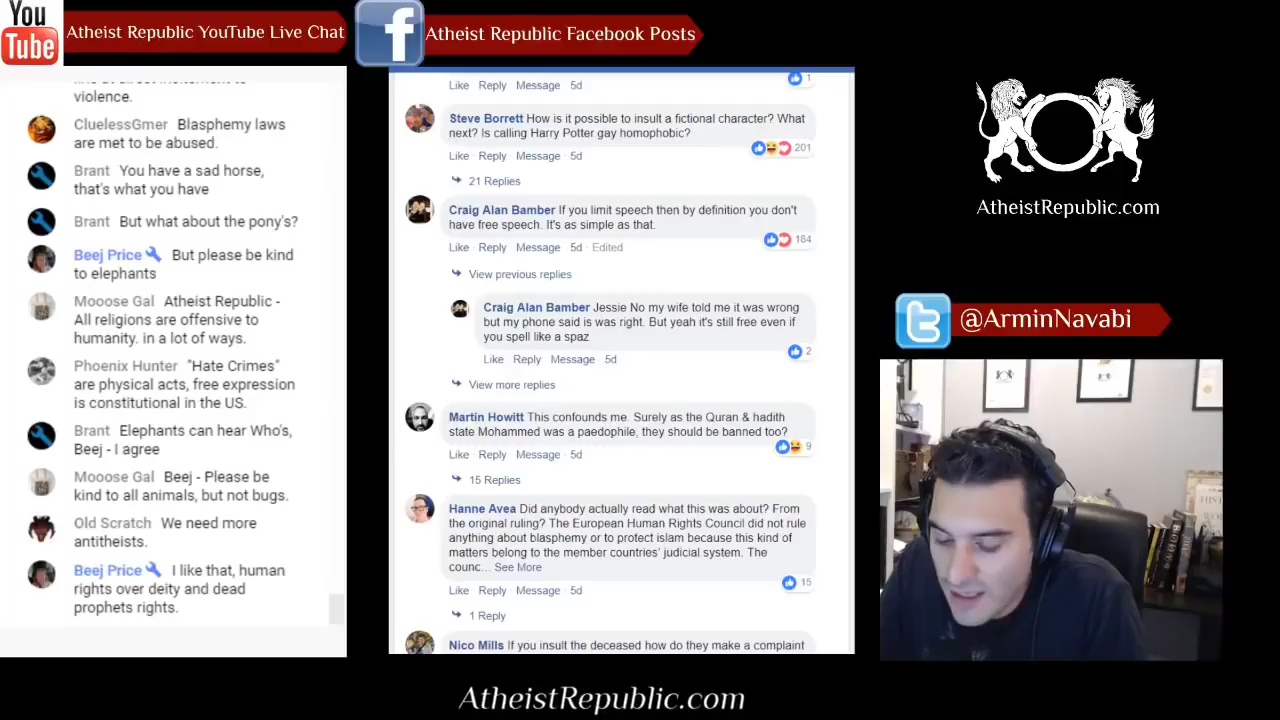 You
Tube
Atheist Republic YouTube Live Chat
violence.
CluelessGmer Blasphemy laws
are met to be abused.
Brant You have a sad horse,
that's what you have
Brant But what about the pony's?
Beej Price But please be kind
to elephants
Mooose Gal Atheist Republic -
All religions are offensive to
humanity. in a lot of ways.
Phoenix Hunter "Hate Crimes"
are physical acts, free expression
is constitutional in the US.
Brant Elephants can hear Who's,
Beej - I agree
Mooose Gal Beej - Please be
kind to all animals, but not bugs.
Old Scratch We need more
antitheists.
Beej Price I like that, human
rights over deity and dead
prophets rights.
f
Atheist Republic Facebook Posts
1
Like Reply Message 5d
Steve Borrett How is it possible to insult a fictional character? What
next? Is calling Harry Potter gay homophobic?
201
Like Reply Message · 5d
21 Replies
Craig Alan Bamber If you limit speech then by definition you don't
have free speech. It's as simple as that.
184
Like · Reply · Message · 5d · Edited
View previous replies
Craig Alan Bamber Jessie No my wife told me it was wrong
but my phone said is was right. But yeah it's still free even if
you spell like a spaz
2
Like Reply Message · 5d
View more replies
Martin Howitt This confounds me. Surely as the Quran & hadith
state Mohammed was a paedophile, they should be banned too?
9
Like · Reply · Message · 5d
15 Replies
Hanne Avea Did anybody actually read what this was about? From
the original ruling? The European Human Rights Council did not rule
anything about blasphemy or to protect islam because this kind of
matters belong to the member countries' judicial system. The
counc... See More
15
Like · Reply · Message · 5d
1 Reply
Nico Mills If you insult the deceased how do they make a complaint
AtheistRepublic.com
@ArminNavabi
AtheistRepublic.com